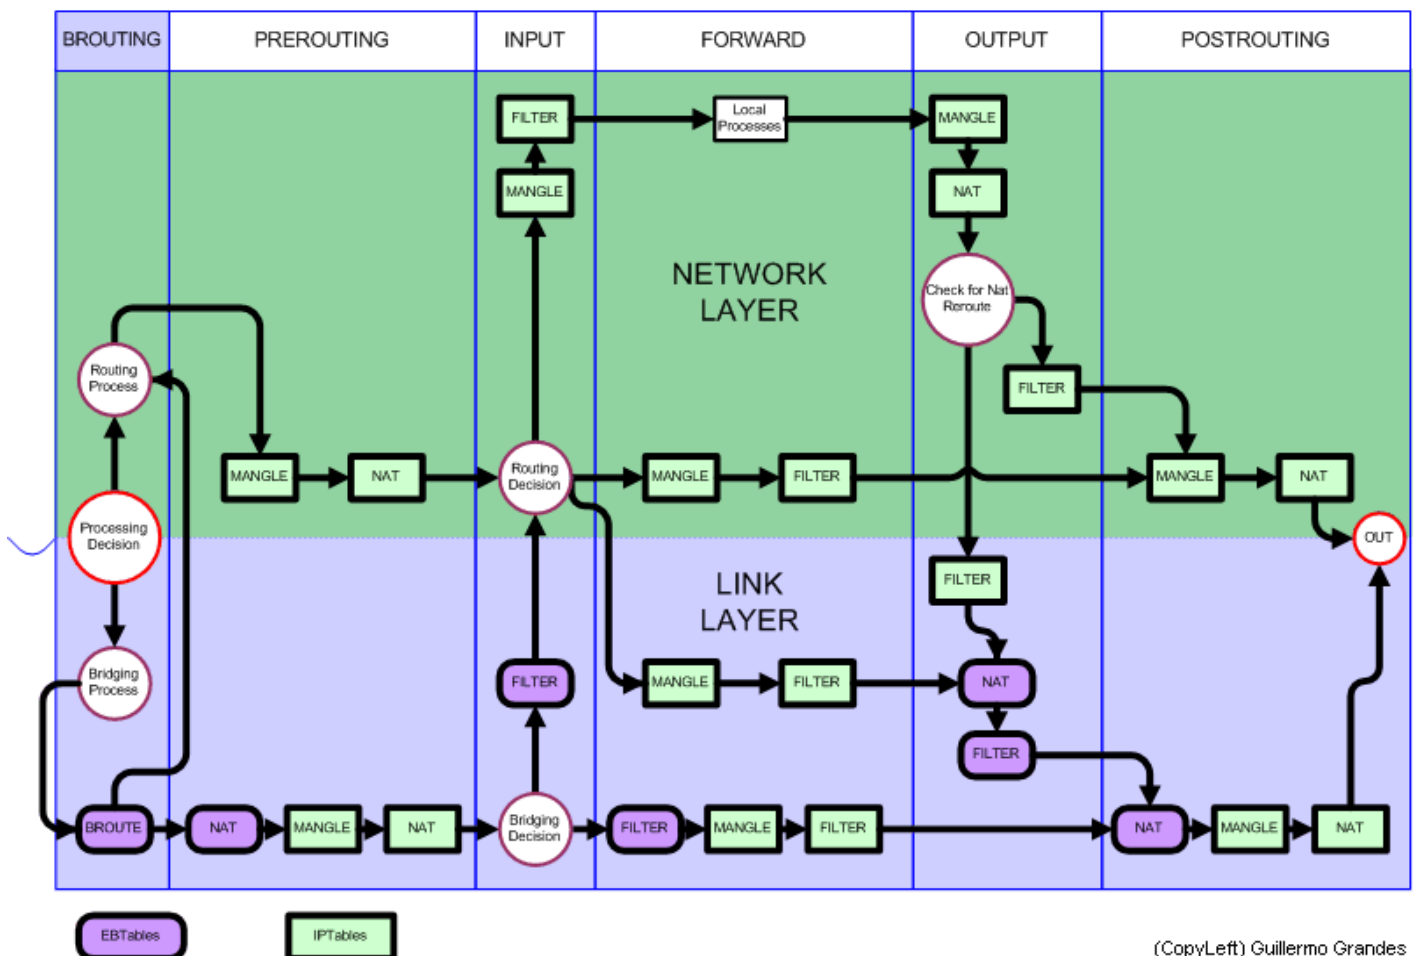 BROUTING
PREROUTING
INPUT
FORWARD
OUTPUT
POSTROUTING
FILTER
Local
Processes
MANGLE
MANGLE
NAT
NETWORK
LAYER
Check for Nat
Reroute
Routing
Process
FILTER
MANGLE
NAT
Routing
Decision
MANGLE
FILTER
MANGLE
NAT
Processing
Decision
OUT
LINK
LAYER
FILTER
Bridging
Process
FILTER
MANGLE
FILTER
NAT
FILTER
BROUTE
NAT
MANGLE
NAT
Bridging
Decision
FILTER
MANGLE
FILTER
NAT
MANGLE
NAT
EBTables
IPTables
(CopyLeft) Guillermo Grandes